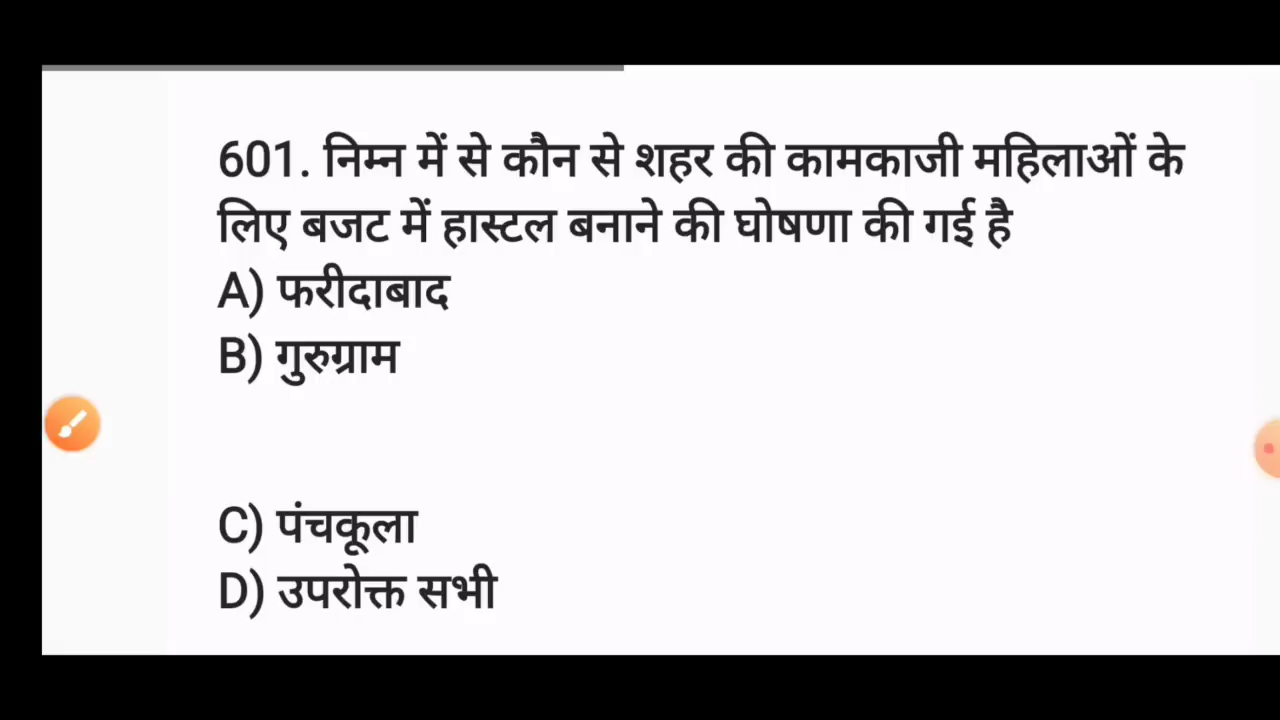 601. निम्न में से कौन से शहर की कामकाजी महिलाओं के
लिए बजट में हास्टल बनाने की घोषणा की गई है
A) फरीदाबाद
B) गुरुग्राम
C) पंचकूला
D) उपरोक्त सभी